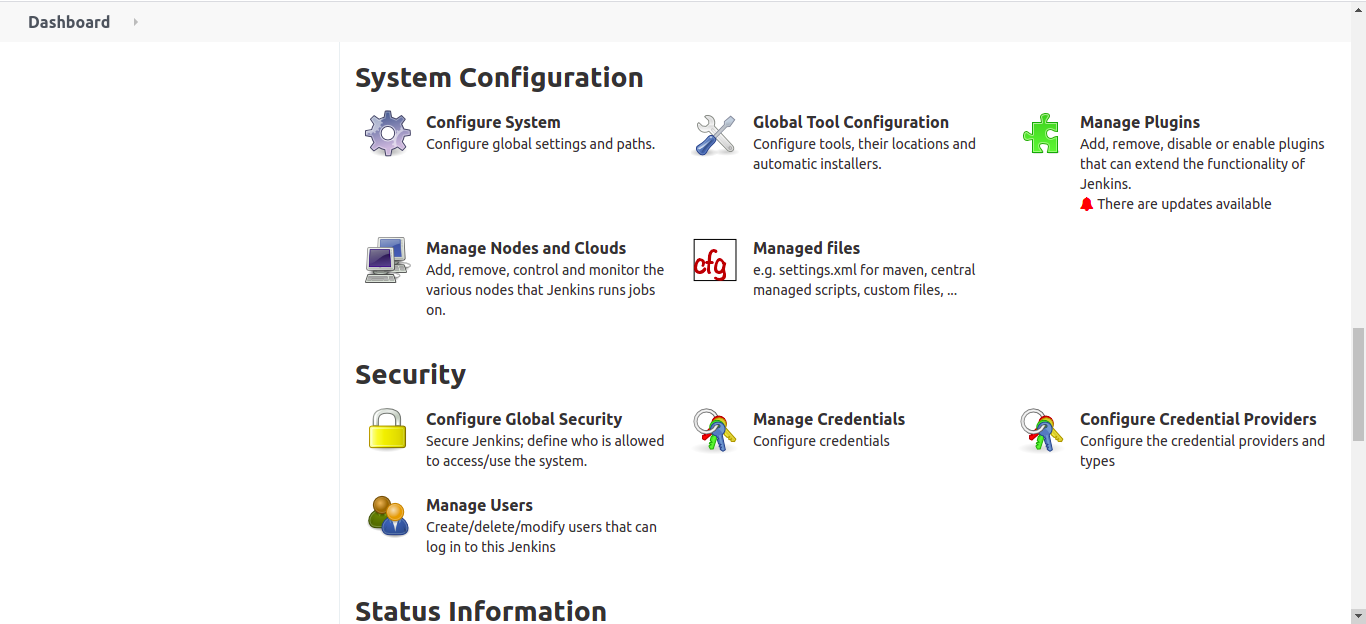 Dashboard
System Configuration
Configure System
Configure global settings and paths.
Global Tool Configuration
Configure tools, their locations and
automatic installers.
Manage Plugins
Add, remove, disable or enable plugins
that can extend the functionality of
Jenkins.
There are updates available
Manage Nodes and Clouds
Add, remove, control and monitor the
various nodes that Jenkins runs jobs
on.
cfg
Managed files
e.g. settings.xml for maven, central
managed scripts, custom files, ...
Security
Configure Global Security
Secure Jenkins; define who is allowed
to access/use the system.
Manage Credentials
Configure credentials
Configure Credential Providers
Configure the credential providers and
types
Manage Users
Create/delete/modify users that can
log in to this Jenkins
Status Information